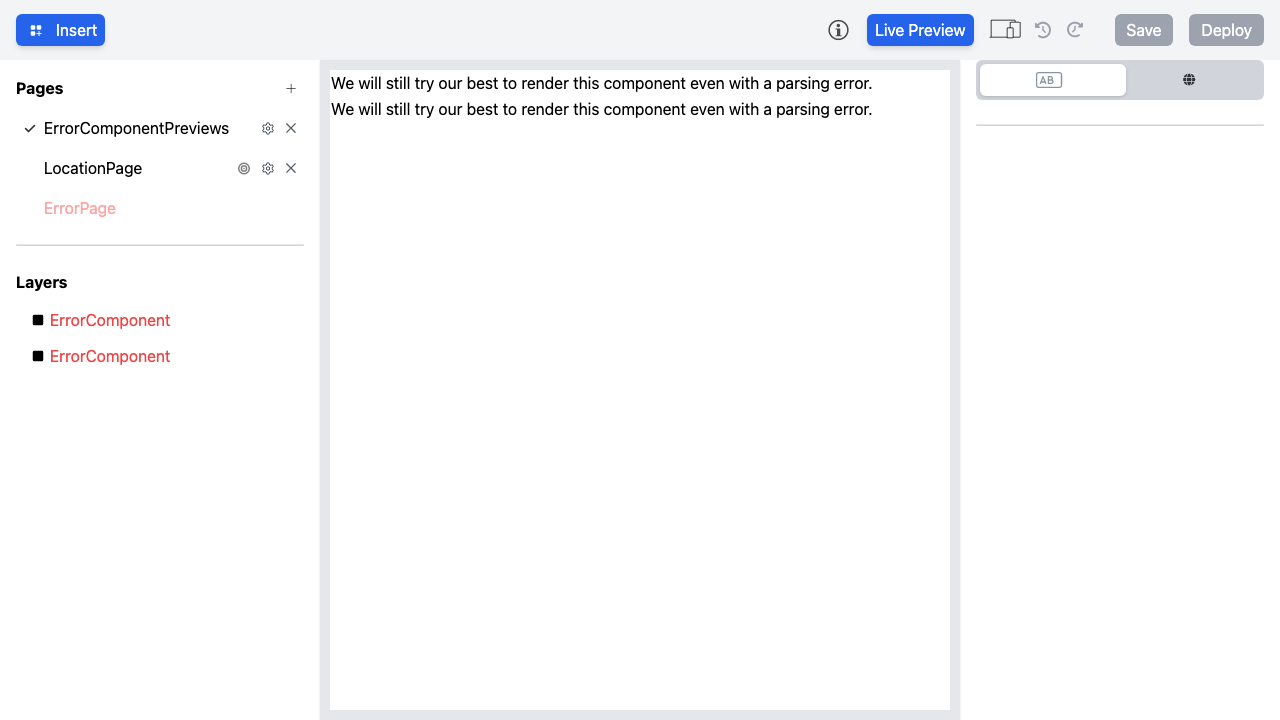 Insert
Live Preview
Save
Deploy
Pages
ErrorComponentPreviews
LocationPage
ErrorPage
Layers
ErrorComponent
ErrorComponent
We will still try our best to render this component even with a parsing error.
We will still try our best to render this component even with a parsing error.
AB